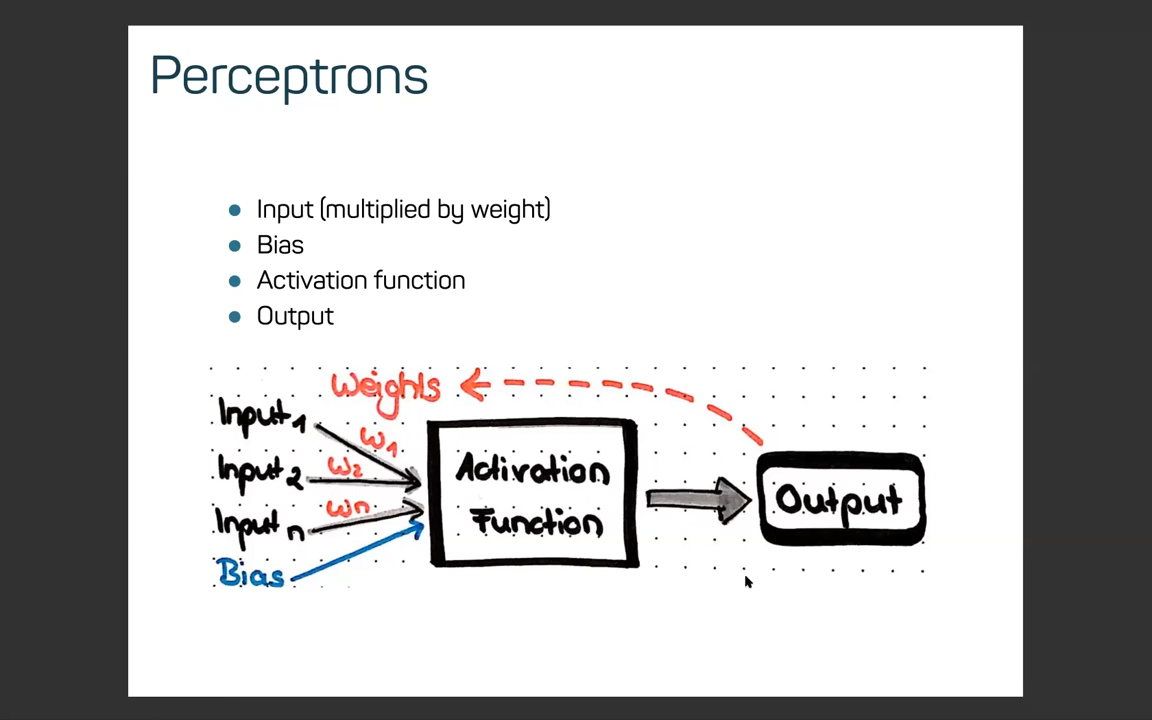 Perceptrons
Input (multiplied by weight)
Bias
Activation function
Output
Weights
Input 1
w1
Input 2
w2
Input n
wn
Bias
Activation
Function
Output